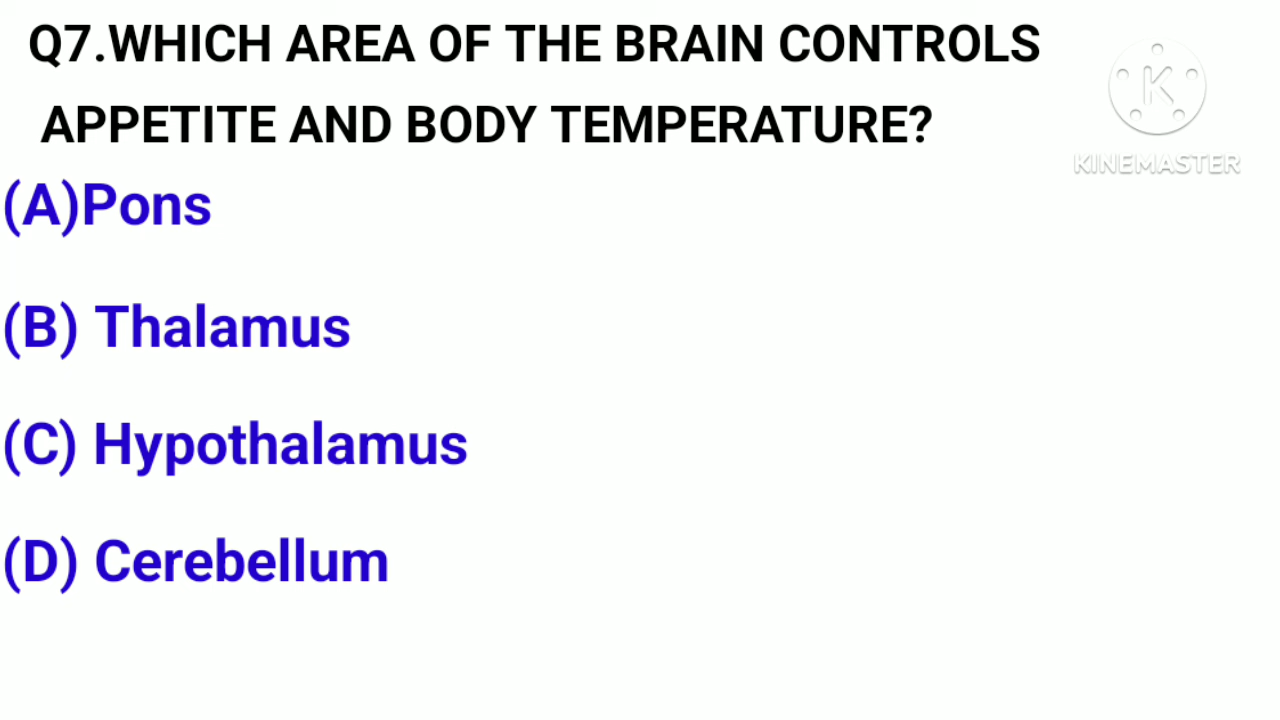 Q7.WHICH AREA OF THE BRAIN CONTROLS
APPETITE AND BODY TEMPERATURE?
K
KINEMASTER
(A)Pons
(B) Thalamus
(C) Hypothalamus
(D) Cerebellum